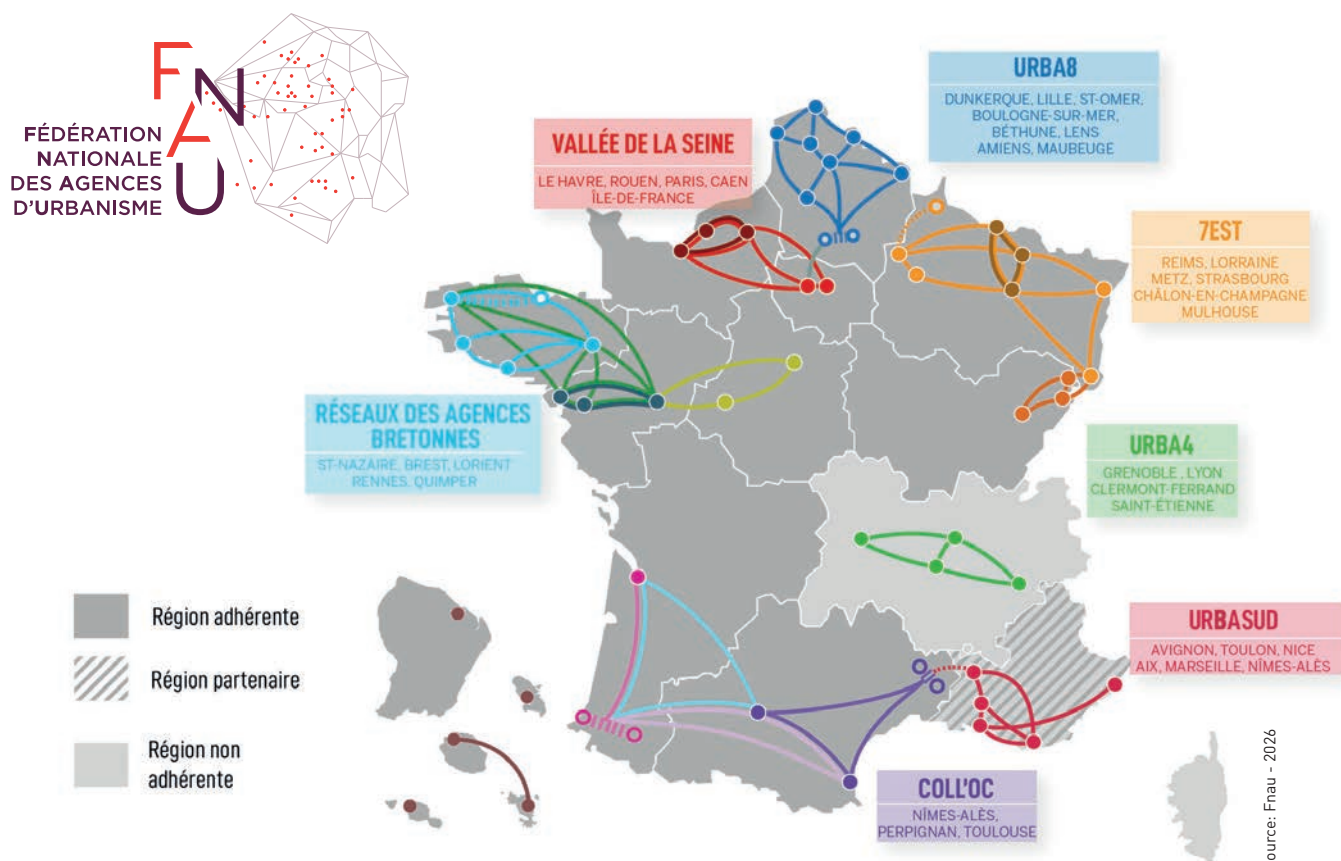 FNAU
FÉDÉRATION
NATIONALE
DES AGENCES
D'URBANISME
URBA8
DUNKERQUE, LILLE, ST-OMER,
BOULOGNE-SUR-MER,
BÉTHUNE, LENS
AMIENS, MAUBEUGE
VALLÉE DE LA SEINE
LE HAVRE, ROUEN, PARIS, CAEN
ÎLE-DE-FRANCE
7EST
REIMS, LORRAINE
METZ, STRASBOURG
CHÂLON-EN-CHAMPAGNE
MULHOUSE
RÉSEAUX DES AGENCES
BRETONNES
ST-NAZAIRE, BREST, LORIENT
RENNES, QUIMPER
URBA4
GRENOBLE , LYON
CLERMONT-FERRAND
SAINT-ÉTIENNE
Région adhérente
Région partenaire
Région non
adhérente
URBASUD
AVIGNON, TOULON, NICE
AIX, MARSEILLE, NÎMES-ALÈS
COLL'OC
NÎMES-ALÈS,
PERPIGNAN, TOULOUSE
ource: Fnau - 2026